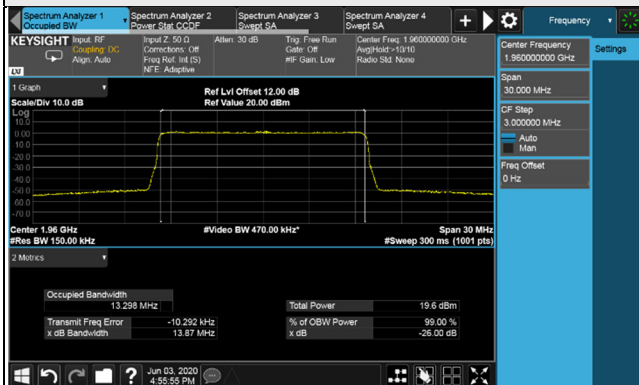 Spectrum Analyzer 1
Occupied BW
Spectrum Analyzer 2
Power Stat CCDF
Spectrum Analyzer 3
Swept SA
Spectrum Analyzer 4
Swept SA
+
Frequency
KEYSIGHT
Input: RF
Coupling: DC
Align: Auto
Input Z: 50 Ω
Corrections: Off
Freq Ref: Int (S)
NFE: Adaptive
Atten: 30 dB
Trig: Free Run
Gate: Off
#IF Gain: Low
Center Freq: 1.960000000 GHz
Avg|Hold:>10/10
Radio Std: None
LXI
Center Frequency
1.960000000 GHz
Settings
Span
30.000 MHz
CF Step
3.000000 MHz
Auto
Man
Freq Offset
0 Hz
1 Graph
Scale/Div 10.0 dB
Ref Lvl Offset 12.00 dB
Ref Value 20.00 dBm
Log
10.0
0.00
-10.0
-20.0
-30.0
-40.0
-50.0
-60.0
-70.0
Center 1.96 GHz
#Res BW 150.00 kHz
#Video BW 470.00 kHz*
Span 30 MHz
#Sweep 300 ms (1001 pts)
2 Metrics
Occupied Bandwidth
13.298 MHz
Total Power 19.6 dBm
Transmit Freq Error -10.292 kHz
% of OBW Power 99.00 %
x dB Bandwidth 13.87 MHz
x dB -26.00 dB
?
Jun 03, 2020
4:55:55 PM